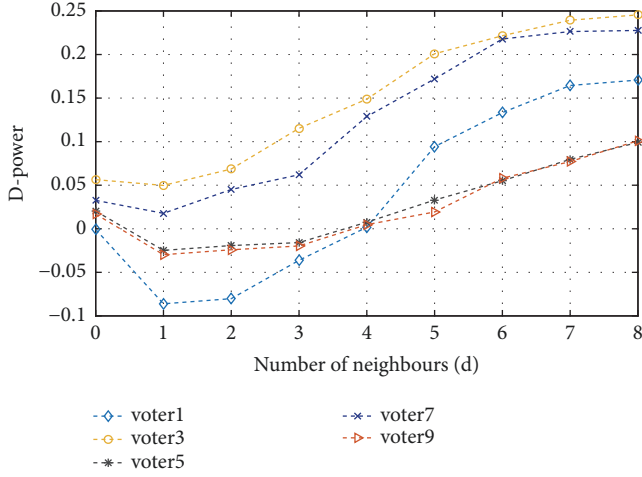 0.25
0.2
0.15
0.1
0.05
0
−0.05
−0.1
D-power
0 1 2 3 4 5 6 7 8
Number of neighbours (d)
voter1
voter3
voter5
voter7
voter9